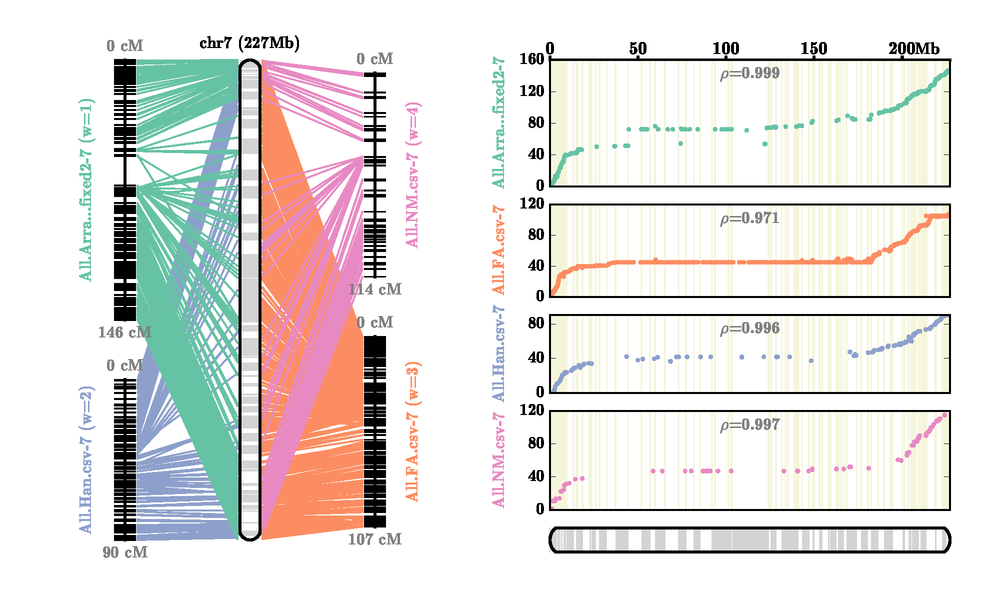 chr7 (227Mb)
0 cM
All.Arra...fixed2-7 (w=1)
146 cM
0 cM
All.Han.csv-7 (w=2)
90 cM
0 cM
All.NM.csv-7 (w=4)
114 cM
0 cM
All.FA.csv-7 (w=3)
107 cM
0 50 100 150 200Mb
All.Arra...fixed2-7
160
120
80
40
0
ρ=0.999
All.FA.csv-7
120
80
40
0
ρ=0.971
All.Han.csv-7
80
40
0
ρ=0.996
All.NM.csv-7
120
80
40
0
ρ=0.997